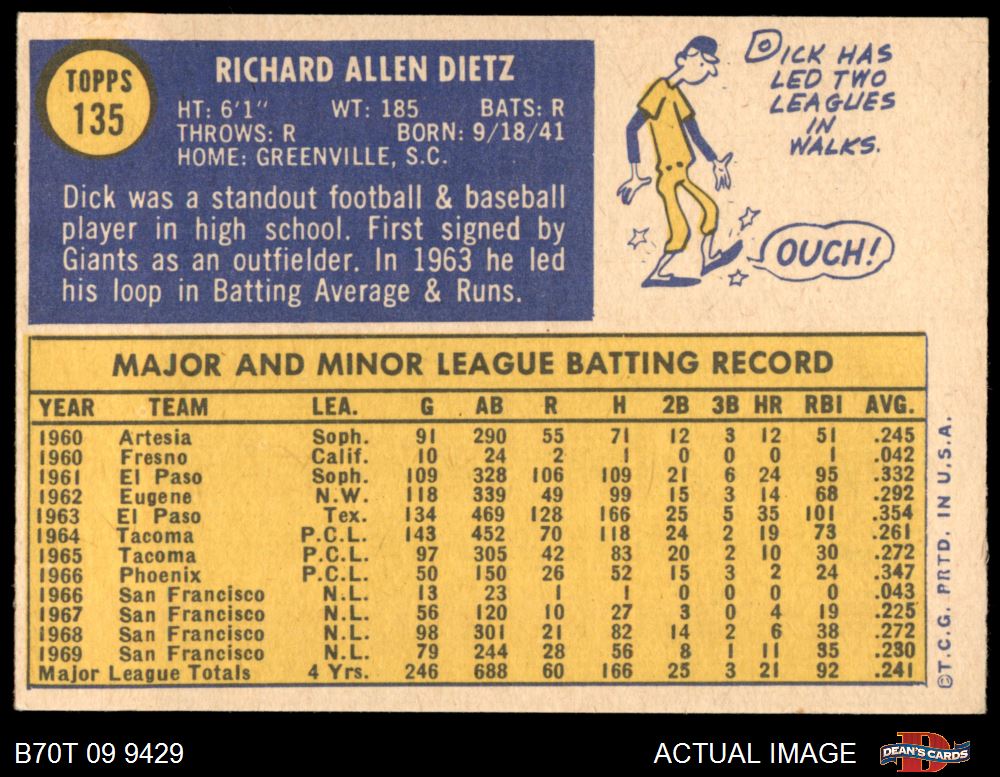 TOPPS
135
RICHARD ALLEN DIETZ
HT: 6'1" WT: 185 BATS: R
THROWS: R BORN: 9/18/41
HOME: GREENVILLE, S.C.
Dick was a standout football & baseball
player in high school. First signed by
Giants as an outfielder. In 1963 he led
his loop in Batting Average & Runs.
DICK HAS
LED TWO
LEAGUES
IN
WALKS.
OUCH!
MAJOR AND MINOR LEAGUE BATTING RECORD
YEAR TEAM LEA. G AB R H 2B 3B HR RBI AVG.
1960 Artesia Soph. 91 290 55 71 12 3 12 51 .245
1960 Fresno Calif. 10 24 2 1 0 0 0 1 .042
1961 El Paso Soph. 109 328 106 109 21 6 24 95 .332
1962 Eugene N.W. 118 339 49 99 15 3 14 68 .292
1963 El Paso Tex. 134 469 128 166 25 5 35 101 .354
1964 Tacoma P.C.L. 143 452 70 118 24 2 19 73 .261
1965 Tacoma P.C.L. 97 305 42 83 20 2 10 30 .272
1966 Phoenix P.C.L. 50 150 26 52 15 3 2 24 .347
1966 San Francisco N.L. 13 23 1 1 0 0 0 0 .043
1967 San Francisco N.L. 56 120 10 27 3 0 4 19 .225
1968 San Francisco N.L. 98 301 21 82 14 2 6 38 .272
1969 San Francisco N.L. 79 244 28 56 8 1 11 35 .230
Major League Totals 4 Yrs. 246 688 60 166 25 3 21 92 .241
©T.C.G. PRTD. IN U.S.A.
B70T 09 9429
ACTUAL IMAGE
D
DEAN'S CARDS